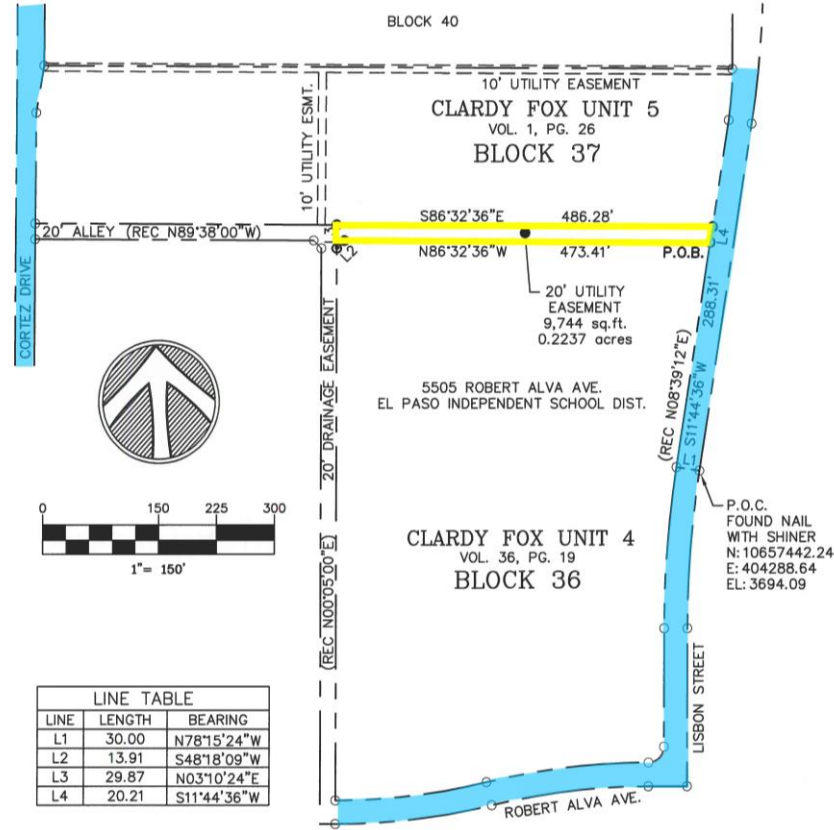 BLOCK 40
10' UTILITY EASEMENT
CLARDY FOX UNIT 5
VOL. 1, PG. 26
BLOCK 37
10' UTILITY ESMT.
S86°32'36"E 486.28'
20' ALLEY (REC N89°38'00"W)
L2
N86°32'36"W 473.41'
P.O.B.
L4
CORTEZ DRIVE
20' UTILITY
EASEMENT
9,744 sq.ft.
0.2237 acres
288.31'
S11°44'36"W
(REC N08°39'12"E)
L1
20' DRAINAGE EASEMENT
(REC N00°05'00"E)
5505 ROBERT ALVA AVE.
EL PASO INDEPENDENT SCHOOL DIST.
0 150 225 300
1"= 150'
P.O.C.
FOUND NAIL
WITH SHINER
N: 10657442.24
E: 404288.64
EL: 3694.09
CLARDY FOX UNIT 4
VOL. 36, PG. 19
BLOCK 36
LISBON STREET
ROBERT ALVA AVE.
LINE TABLE
LINE LENGTH BEARING
L1 30.00 N78°15'24"W
L2 13.91 S48°18'09"W
L3 29.87 N03°10'24"E
L4 20.21 S11°44'36"W